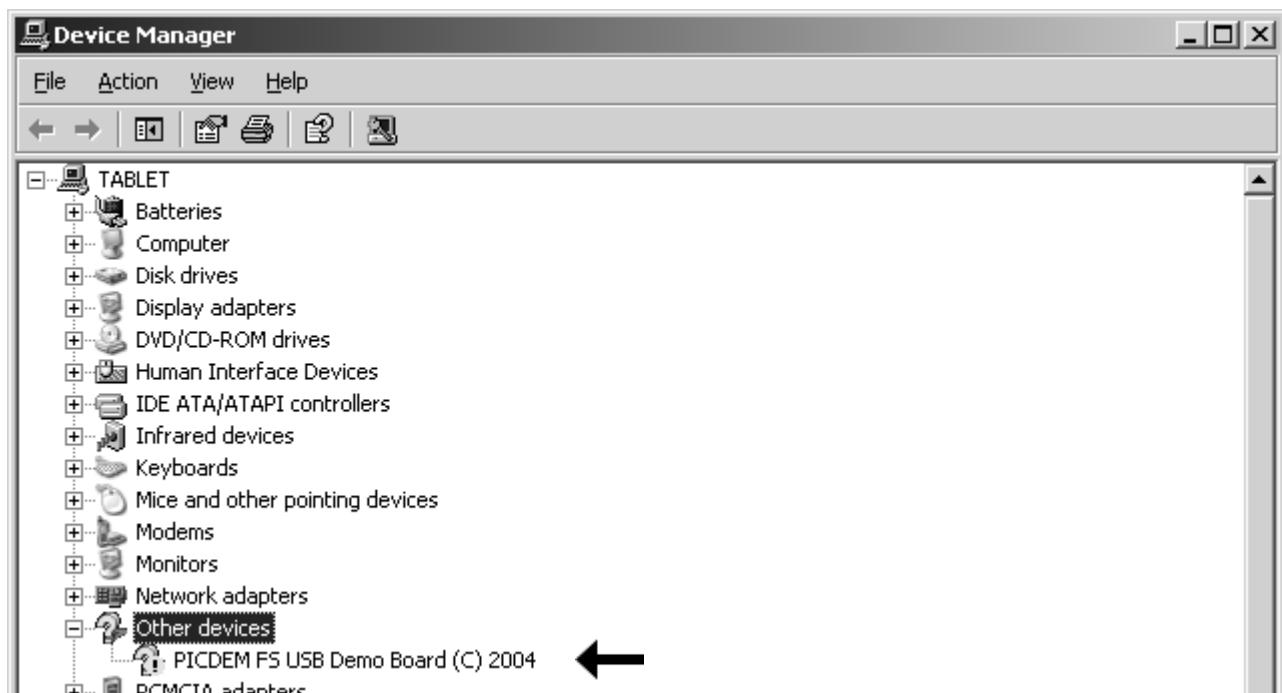 Device Manager
File Action View Help
TABLET
Batteries
Computer
Disk drives
Display adapters
DVD/CD-ROM drives
Human Interface Devices
IDE ATA/ATAPI controllers
Infrared devices
Keyboards
Mice and other pointing devices
Modems
Monitors
Network adapters
Other devices
PICDEM FS USB Demo Board (C) 2004
PCMCIA adapters